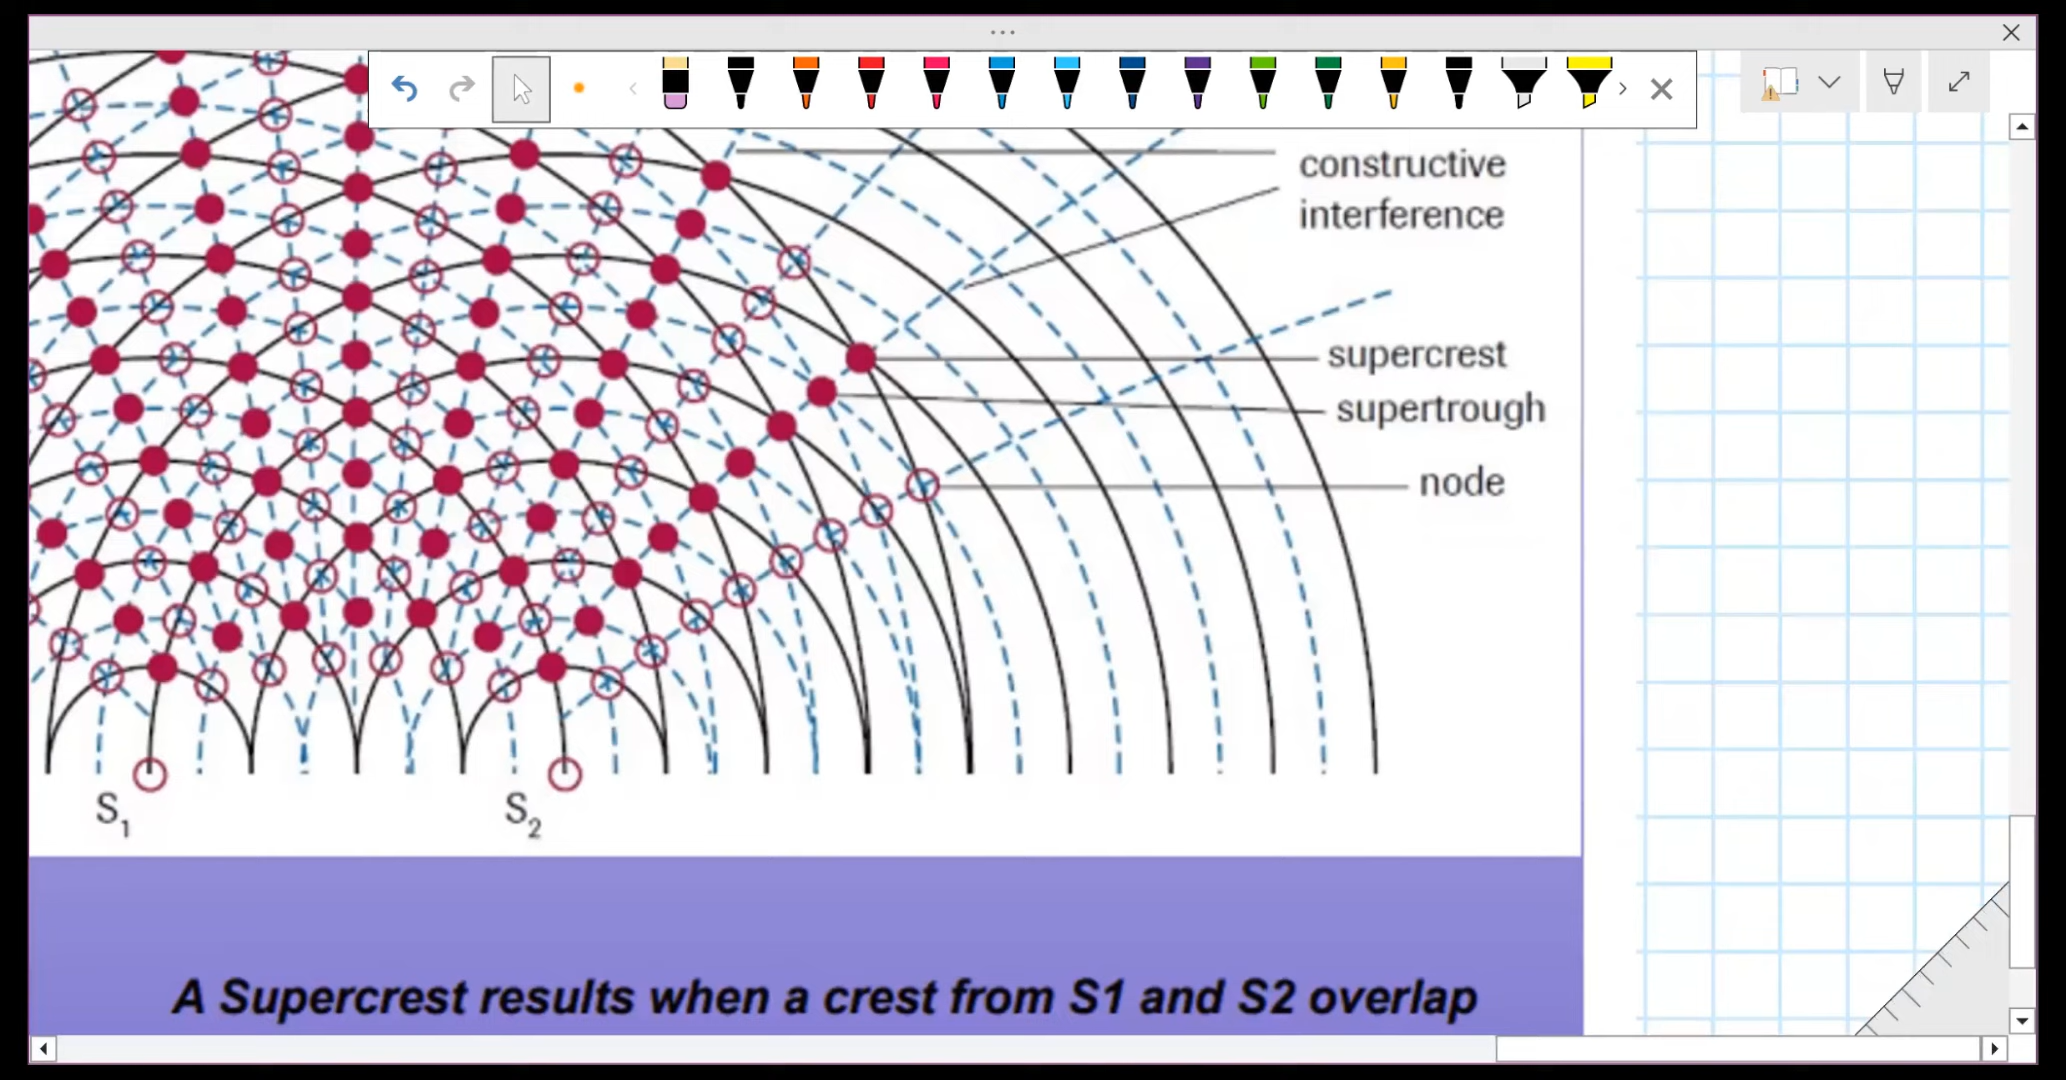 constructive
interference
supercrest
supertrough
node
S1
S2
A Supercrest results when a crest from S1 and S2 overlap